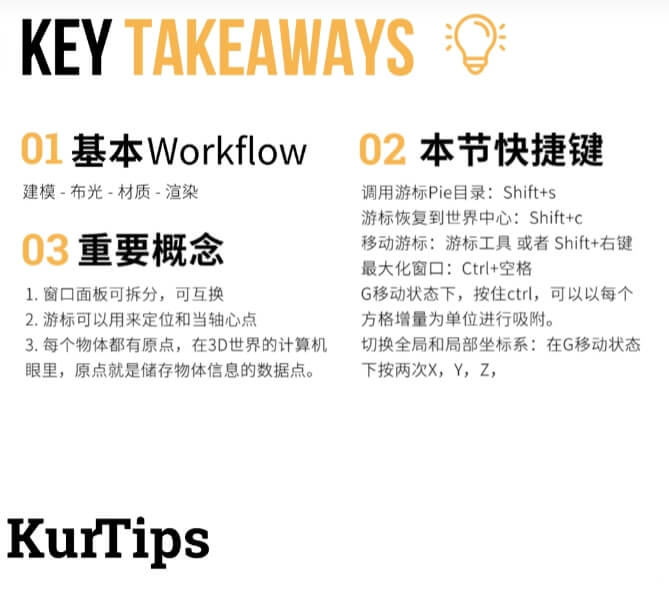 KEY TAKEAWAYS
01 基本Workflow
建模 - 布光 - 材质 - 渲染
03 重要概念
1. 窗口面板可拆分，可互换
2. 游标可以用来定位和当轴心点
3. 每个物体都有原点，在3D世界的计算机
眼里，原点就是储存物体信息的数据点。
02 本节快捷键
调用游标Pie目录：Shift+s
游标恢复到世界中心：Shift+c
移动游标：游标工具 或者 Shift+右键
最大化窗口：Ctrl+空格
G移动状态下，按住ctrl，可以以每个
方格增量为单位进行吸附。
切换全局和局部坐标系：在G移动状态
下按两次X，Y，Z，
KurTips